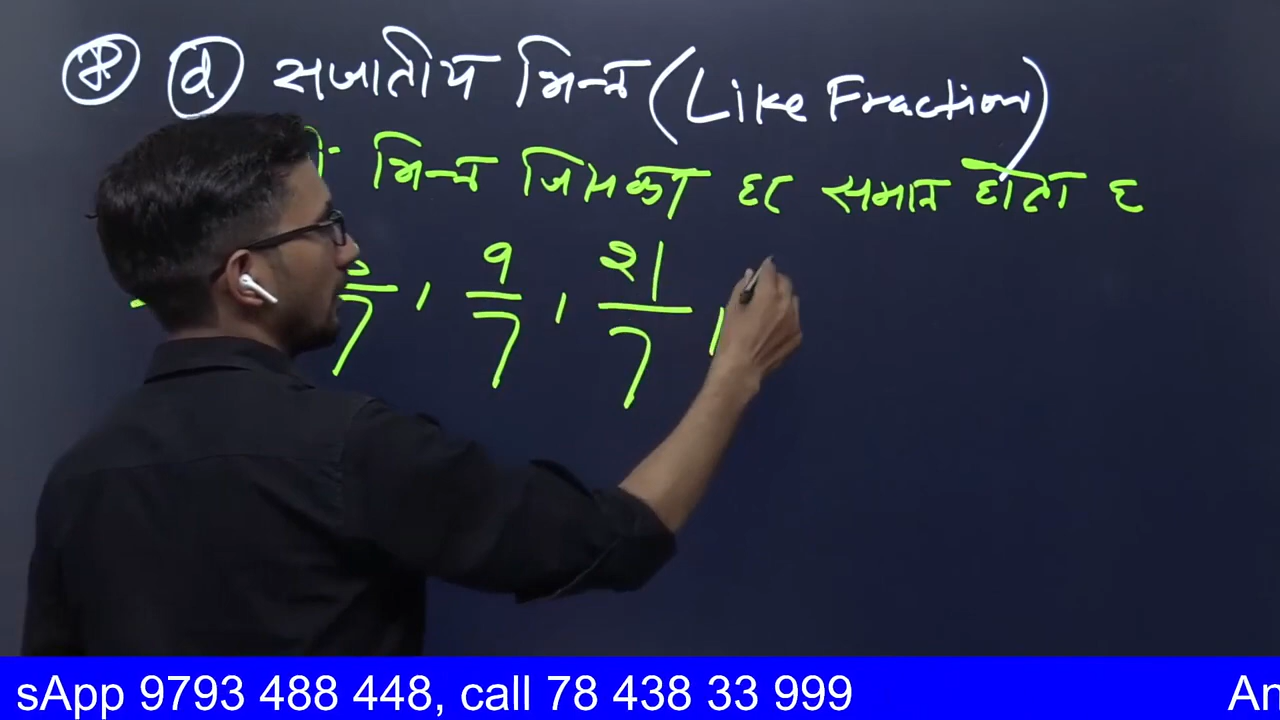 * d सजातीय भिन्न (Like Fraction)
भिन्न जिसका हर समान होता है
7 , 9/7 , 21/7 ,
sApp 9793 488 448, call 78 438 33 999 An